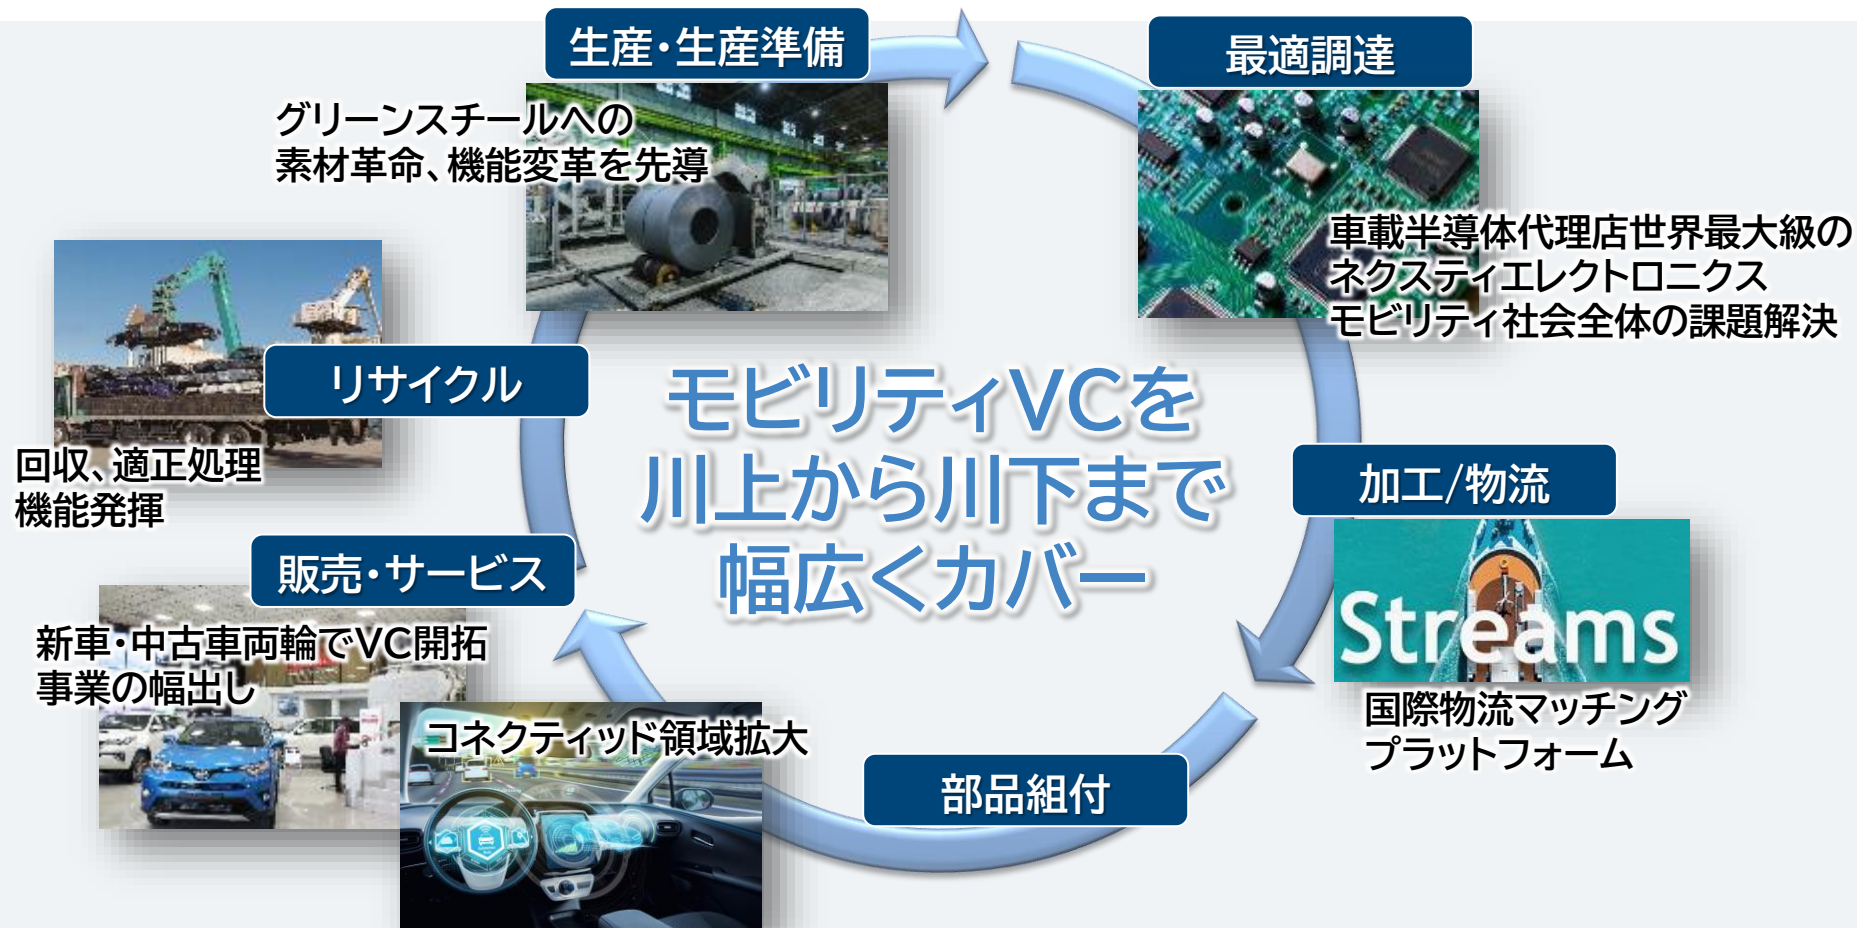 生産・生産準備
グリーンスチールへの
素材革命、機能変革を先導
最適調達
車載半導体代理店世界最大級の
ネクスティエレクトロニクス
モビリティ社会全体の課題解決
加工/物流
Streams
国際物流マッチング
プラットフォーム
部品組付
コネクティッド領域拡大
販売・サービス
新車・中古車両輪でVC開拓
事業の幅出し
リサイクル
回収、適正処理
機能発揮
モビリティVCを
川上から川下まで
幅広くカバー